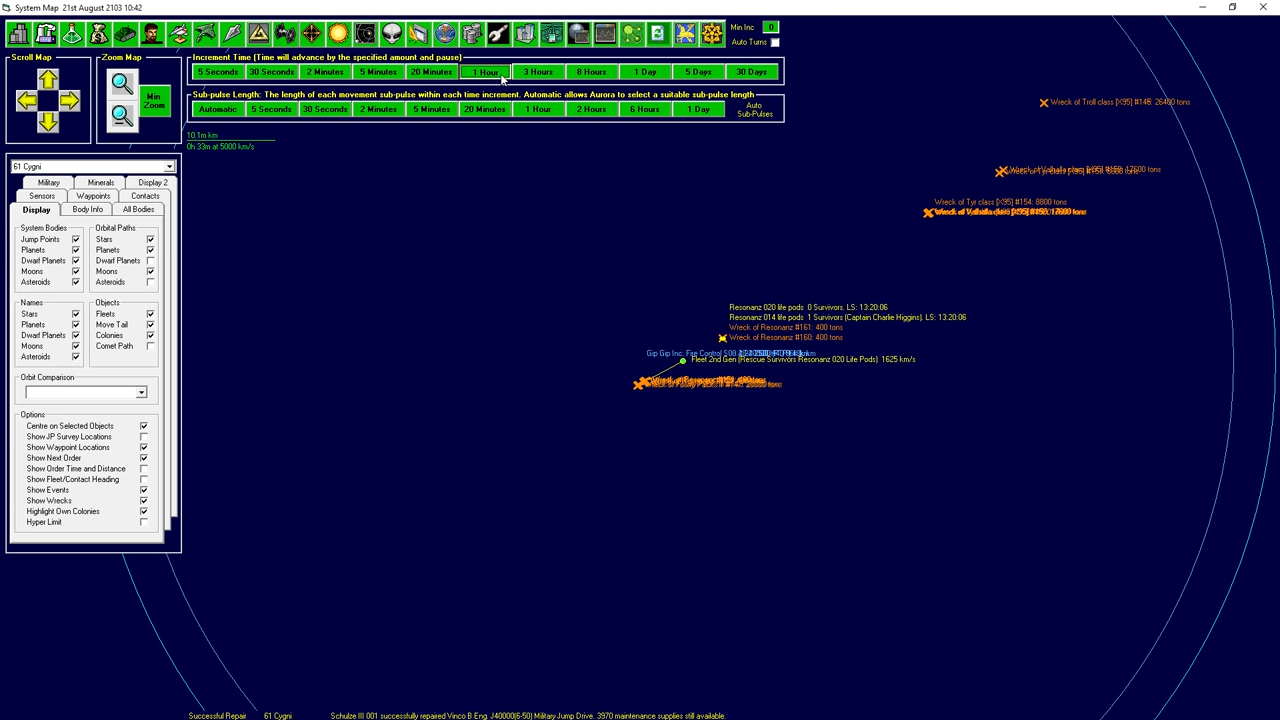 System Map   21st August 2103 10:42
Min Inc   0
Auto Turns
Scroll Map
Zoom Map
Min Zoom
Increment Time (Time will advance by the specified amount and pause)
5 Seconds   30 Seconds   2 Minutes   5 Minutes   20 Minutes   1 Hour   3 Hours   8 Hours   1 Day   5 Days   30 Days
Sub-pulse Length: The length of each movement sub-pulse within each time increment. Automatic allows Aurora to select a suitable sub-pulse length
Automatic   5 Seconds   30 Seconds   2 Minutes   5 Minutes   20 Minutes   1 Hour   2 Hours   6 Hours   1 Day   Auto Sub-Pulses
10.1m km
0h 33m at 5000 km/s
61 Cygni
Military   Minerals   Display 2
Sensors   Waypoints   Contacts
Display   Body Info   All Bodies
System Bodies   Orbital Paths
Jump Points   Stars
Planets   Planets
Dwarf Planets   Dwarf Planets
Moons   Moons
Asteroids   Asteroids
Names   Objects
Stars   Fleets
Planets   Move Tail
Dwarf Planets   Colonies
Moons   Comet Path
Asteroids
Orbit Comparison
Options
Centre on Selected Objects
Show JP Survey Locations
Show Waypoint Locations
Show Next Order
Show Order Time and Distance
Show Fleet/Contact Heading
Show Events
Show Wrecks
Highlight Own Colonies
Hyper Limit
Wreck of Troll class [X95] #148: 26400 tons
Wreck of Tyr class [X95] #154: 8800 tons
Resonanz 020 life pods  0 Survivors. LS: 13:20:06
Resonanz 014 life pods  1 Survivors (Captain Charlie Higgins). LS: 13:20:06
Wreck of Resonanz #161: 400 tons
Wreck of Resonanz #160: 400 tons
Gip Gip Inc. Fire Control
Fleet 2nd Gen (Rescue Survivors Resonanz 020 Life Pods)  1625 km/s
Successful Repair   61 Cygni   Schulze III 001 successfully repaired Vinco B Eng. J40000(6-50) Military Jump Drive. 3970 maintenance supplies still available.